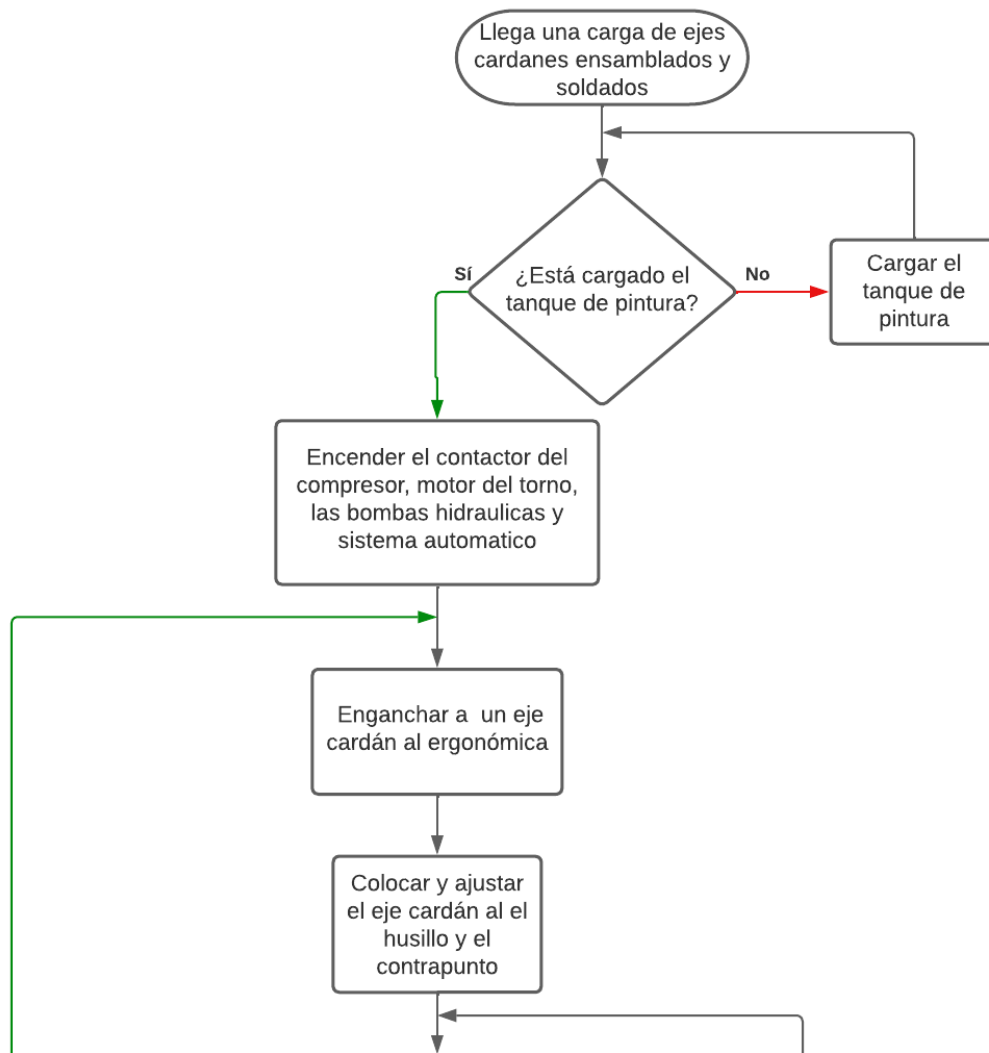 Llega una carga de ejes
cardanes ensamblados y
soldados
¿Está cargado el
tanque de pintura?
Sí
No
Cargar el
tanque de
pintura
Encender el contactor del
compresor, motor del torno,
las bombas hidraulicas y
sistema automatico
Enganchar a  un eje
cardán al ergonómica
Colocar y ajustar
el eje cardán al el
husillo y el
contrapunto